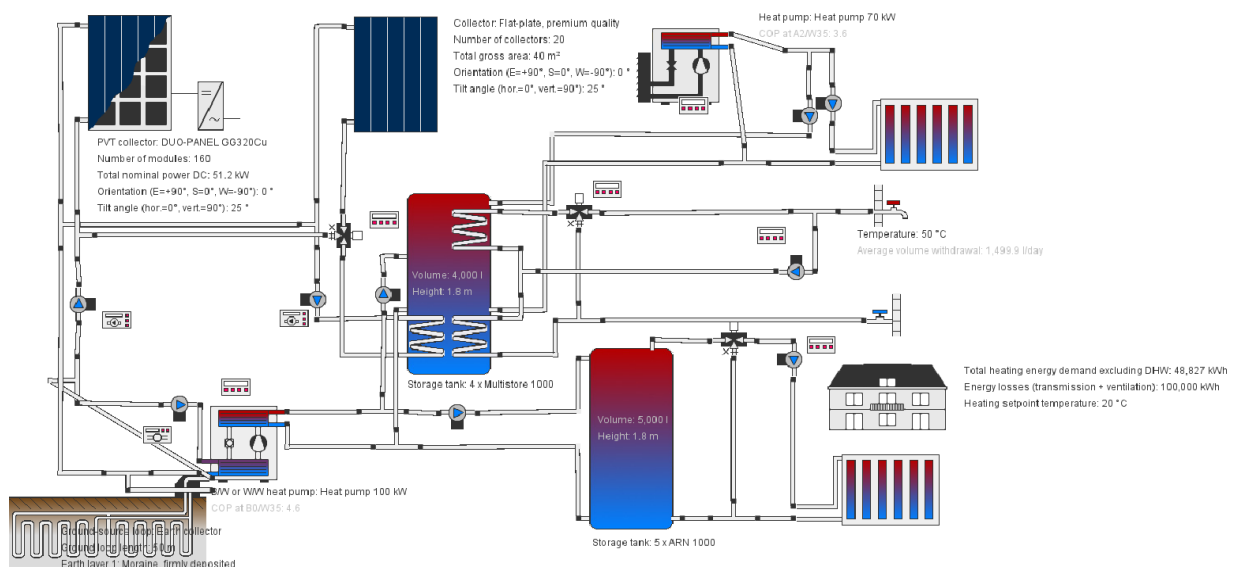 Collector: Flat-plate, premium quality
Number of collectors: 20
Total gross area: 40 m²
Orientation (E=+90°, S=0°, W=-90°): 0 °
Tilt angle (hor.=0°, vert.=90°): 25 °
Heat pump: Heat pump 70 kW
COP at A2/W35: 3.6
PVT collector: DUO-PANEL GG320Cu
Number of modules: 160
Total nominal power DC: 51.2 kW
Orientation (E=+90°, S=0°, W=-90°): 0 °
Tilt angle (hor.=0°, vert.=90°): 25 °
Temperature: 50 °C
Average volume withdrawal: 1,499.9 l/day
Volume: 4,000 l
Height: 1.8 m
Storage tank: 4 x Multistore 1000
Total heating energy demand excluding DHW: 48,827 kWh
Energy losses (transmission + ventilation): 100,000 kWh
Heating setpoint temperature: 20 °C
Volume: 5,000 l
Height: 1.8 m
B/W or W/W heat pump: Heat pump 100 kW
COP at B0/W35: 4.6
Ground-source loop: Earth collector
Ground loop length: 50 m
Earth layer 1: Moraine, firmly deposited
Storage tank: 5 x ARN 1000